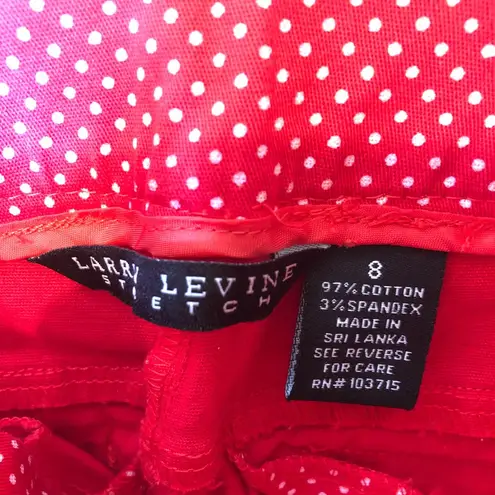 LARRY LEVINE
STRETCH
8
97% COTTON
3% SPANDEX
MADE IN
SRI LANKA
SEE REVERSE
FOR CARE
RN# 103715